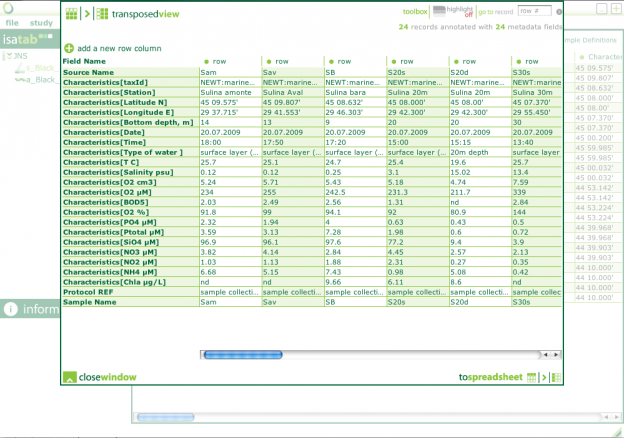 transposedview
toolbox highlight off go to record row #
24 records annotated with 24 metadata fields
file study
isatab
add a new row column
Field Name row row row row row row
Source Name Sam Sav SB S20s S20d S30s
Characteristics[taxId] NEWT:marine... NEWT:marine... NEWT:marine... NEWT:marine... NEWT:marine... NEWT:marine
Characteristics[Station] Sulina amonte Sulina Aval Sulina bara Sulina 20m Sulina 20m Sulina 30m
Characteristics[Latitude N] 45 09.575' 45 09.807' 45 08.632' 45 08.000' 45 08.00' 45 07.370'
Characteristics[Longitude E] 29 37.715' 29 41.553' 29 46.303' 29 42.300' 29 42.300' 29 55.450'
Characteristics[Bottom depth, m] 14 13 9 20 20 30
Characteristics[Date] 20.07.2009 20.07.2009 20.07.2009 20.07.2009 20.07.2009 20.07.2009
Characteristics[Time] 18:00 17:50 17:20 15:00 15:15 13:40
Characteristics[Type of water ] surface layer (... surface layer (... surface layer (... surface layer (... 20m depth surface layer
Characteristics[T C] 25.7 25.1 24.7 25.4 19.6 25.7
Characteristics[Salinity psu] 0.12 0.12 0.25 3.1 15.02 13.4
Characteristics[O2 cm3] 5.24 5.71 5.43 5.18 4.74 7.59
Characteristics[O2 µM] 234 255 242.5 231.3 211.7 339
Characteristics[BOD5] 2.03 2.49 2.56 1.31 nd 2.84
Characteristics[O2 %] 91.8 99 94.1 92 80.9 144
Characteristics[PO4 µM] 2.32 1.94 4 0.63 0.43 0.5
Characteristics[Ptotal µM] 3.59 3.13 7.28 1.98 0.6 0.72
Characteristics[SiO4 µM] 96.9 96.1 97.6 77.2 9.4 3.9
Characteristics[NO3 µM] 3.82 4.14 2.84 4.45 2.57 2.13
Characteristics[NO2 µM] 1.03 1.13 1.88 2.31 0.27 0.35
Characteristics[NH4 µM] 6.68 5.15 7.43 0.98 5.08 0.42
Characteristics[Chla µg/L] nd nd 9.66 6.11 8.6 nd
Protocol REF sample collecti... sample collecti... sample collecti... sample collecti... sample collecti... sample collec
Sample Name Sam Sav SB S20s S20d S30s
closewindow tospreadsheet
JNS
a_Black_
a_Black_
inform
mple Definitions
Character
45 09.575'
45 09.807'
45 08.632'
45 08.000'
45 08.000'
45 07.370'
45 07.370'
45 00.200'
45 59.985'
45 59.985'
45 00.032'
45 00.032'
44 53.142'
44 53.142'
44 53.224'
44 39.968'
44 39.968'
44 39.903'
44 39.903'
44 10.000'
44 10.000'
44 10.000'
44 10.000'